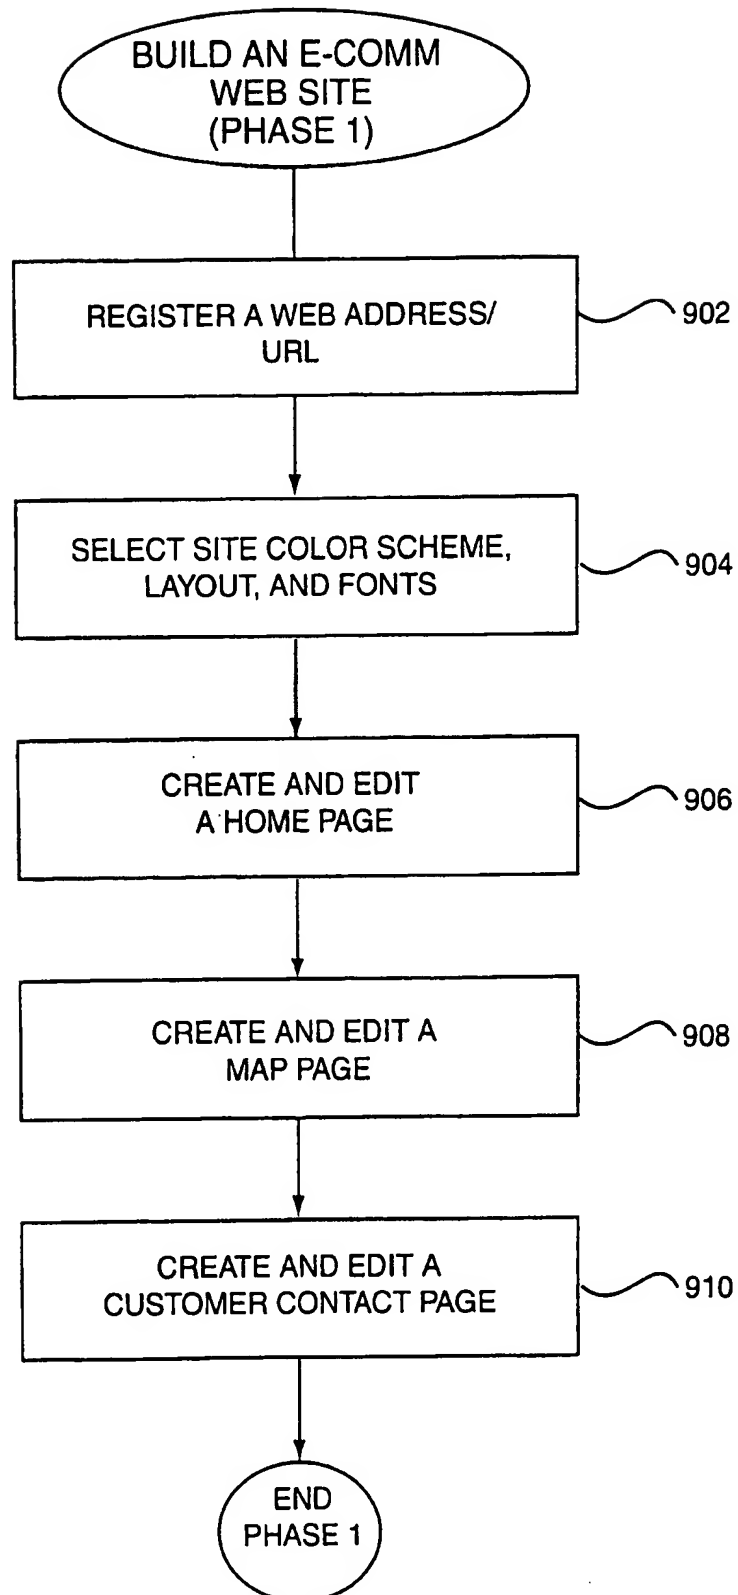 BUILD AN E-COMM
WEB SITE
(PHASE 1)
REGISTER A WEB ADDRESS/
URL
902
SELECT SITE COLOR SCHEME,
LAYOUT, AND FONTS
904
CREATE AND EDIT
A HOME PAGE
906
CREATE AND EDIT A
MAP PAGE
908
CREATE AND EDIT A
CUSTOMER CONTACT PAGE
910
END
PHASE 1